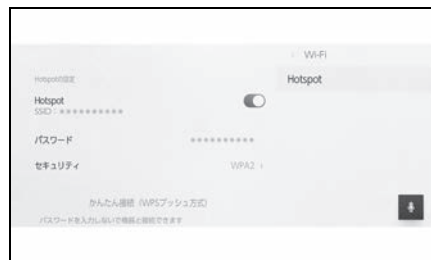 Wi-Fi
Hotspotの設定
Hotspot
Hotspot
SSID：**********
パスワード
**********
セキュリティ
WPA2 ›
かんたん接続（WPSプッシュ方式）
パスワードを入力しないで機器と接続できます